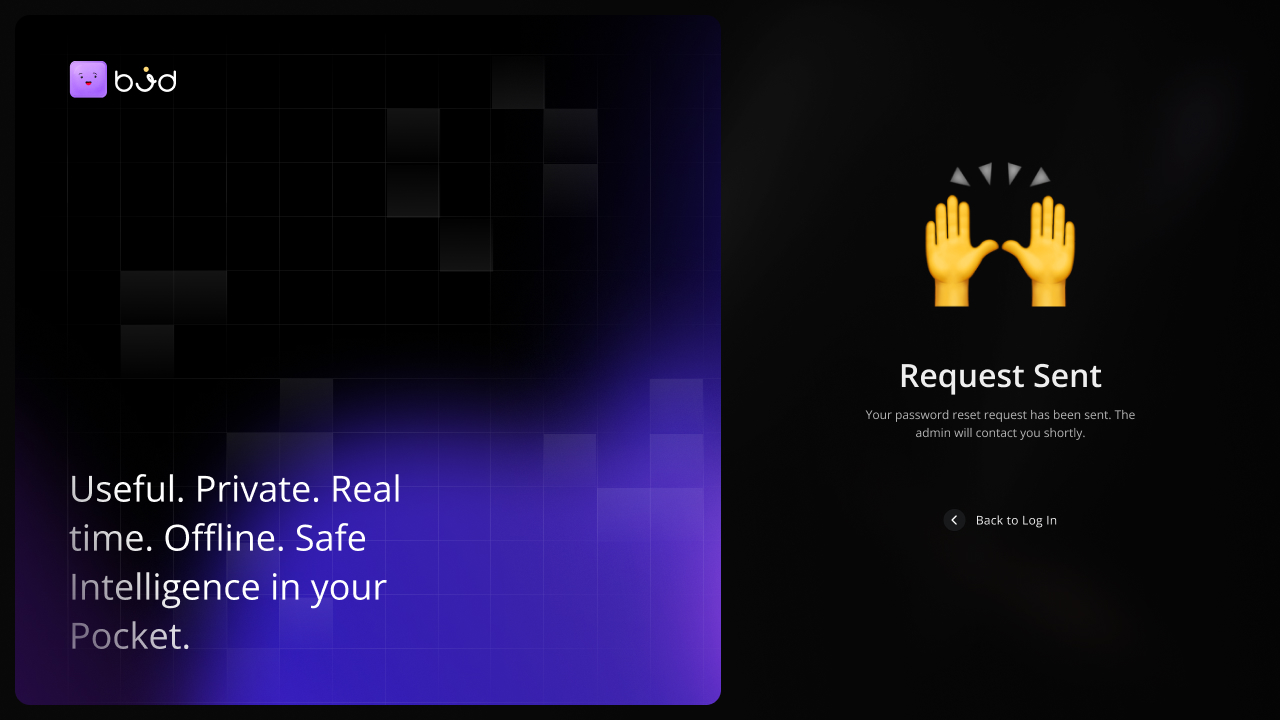 bud
Useful. Private. Real
time. Offline. Safe
Intelligence in your
Pocket.
Request Sent
Your password reset request has been sent. The
admin will contact you shortly.
Back to Log In